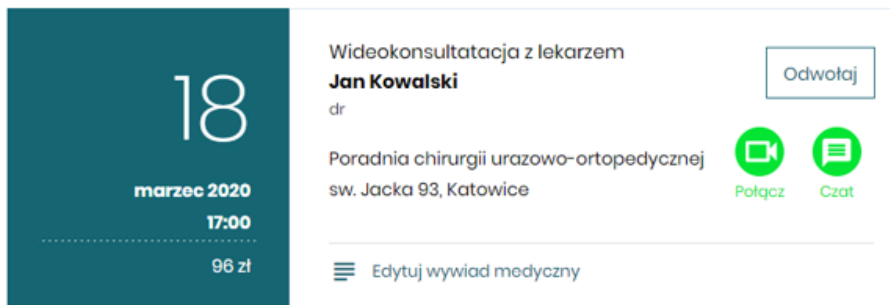 18
marzec 2020
17:00
96 zł
Wideokonsultatacja z lekarzem
Jan Kowalski
dr
Poradnia chirurgii urazowo-ortopedycznej
sw. Jacka 93, Katowice
Odwołaj
Połącz
Czat
Edytuj wywiad medyczny